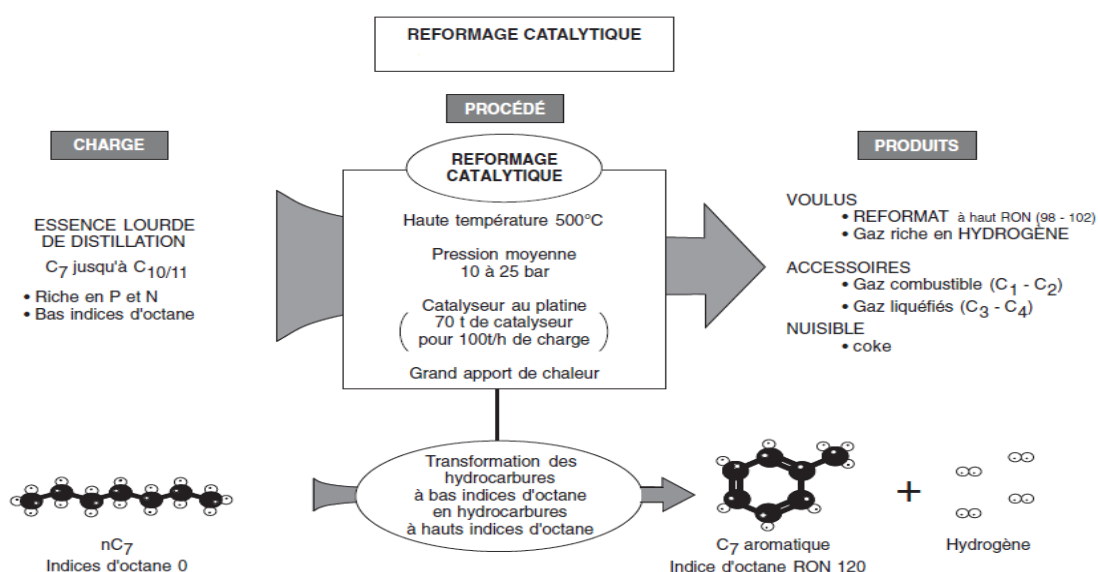 REFORMAGE CATALYTIQUE
PROCÉDÉ
CHARGE
PRODUITS
REFORMAGE
CATALYTIQUE
ESSENCE LOURDE
DE DISTILLATION
C7 jusqu'à C10/11
• Riche en P et N
• Bas indices d'octane
Haute température 500°C
Pression moyenne
10 à 25 bar
Catalyseur au platine
( 70 t de catalyseur
pour 100t/h de charge )
Grand apport de chaleur
VOULUS
• REFORMAT à haut RON (98 - 102)
• Gaz riche en HYDROGÈNE
ACCESSOIRES
• Gaz combustible (C1 - C2)
• Gaz liquéfiés (C3 - C4)
NUISIBLE
• coke
Transformation des
hydrocarbures
à bas indices d'octane
en hydrocarbures
à hauts indices d'octane
nC7
Indices d'octane 0
+
C7 aromatique
Indice d'octane RON 120
Hydrogène